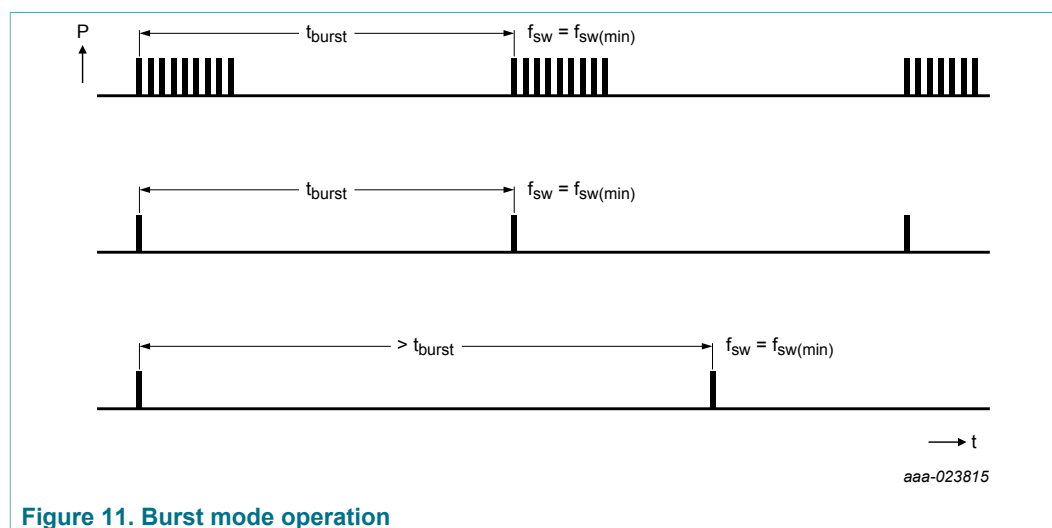 P
t_burst
f_sw = f_sw(min)
t_burst
f_sw = f_sw(min)
> t_burst
f_sw = f_sw(min)
t
aaa-023815
Figure 11. Burst mode operation